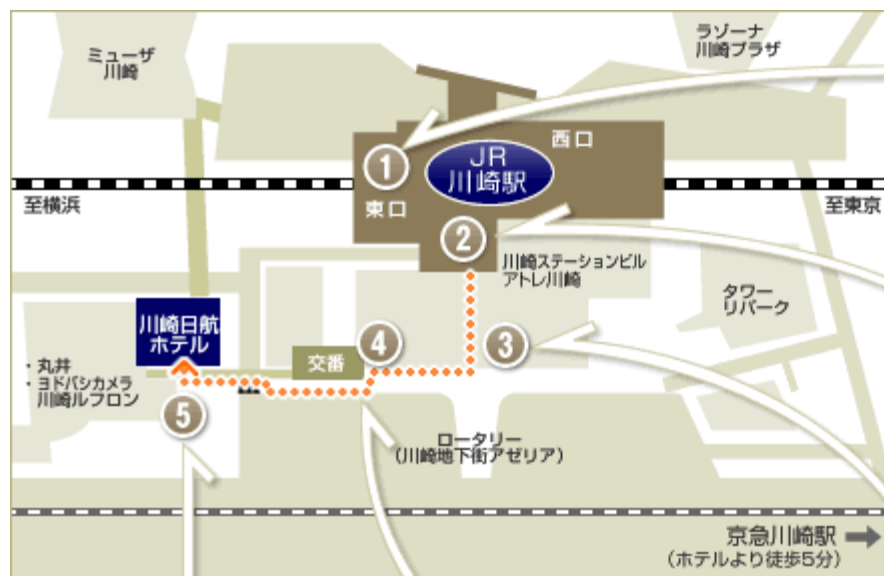 ミューザ
川崎
ラゾーナ
川崎プラザ
西口
1
JR
川崎駅
至横浜
東口
至東京
2
川崎ステーションビル
アトレ川崎
タワー
リバーク
川崎日航
ホテル
交番
4
3
・丸井
・ヨドバシカメラ
川崎ルフロン
5
ロータリー
(川崎地下街アゼリア)
京急川崎駅
(ホテルより徒歩5分)